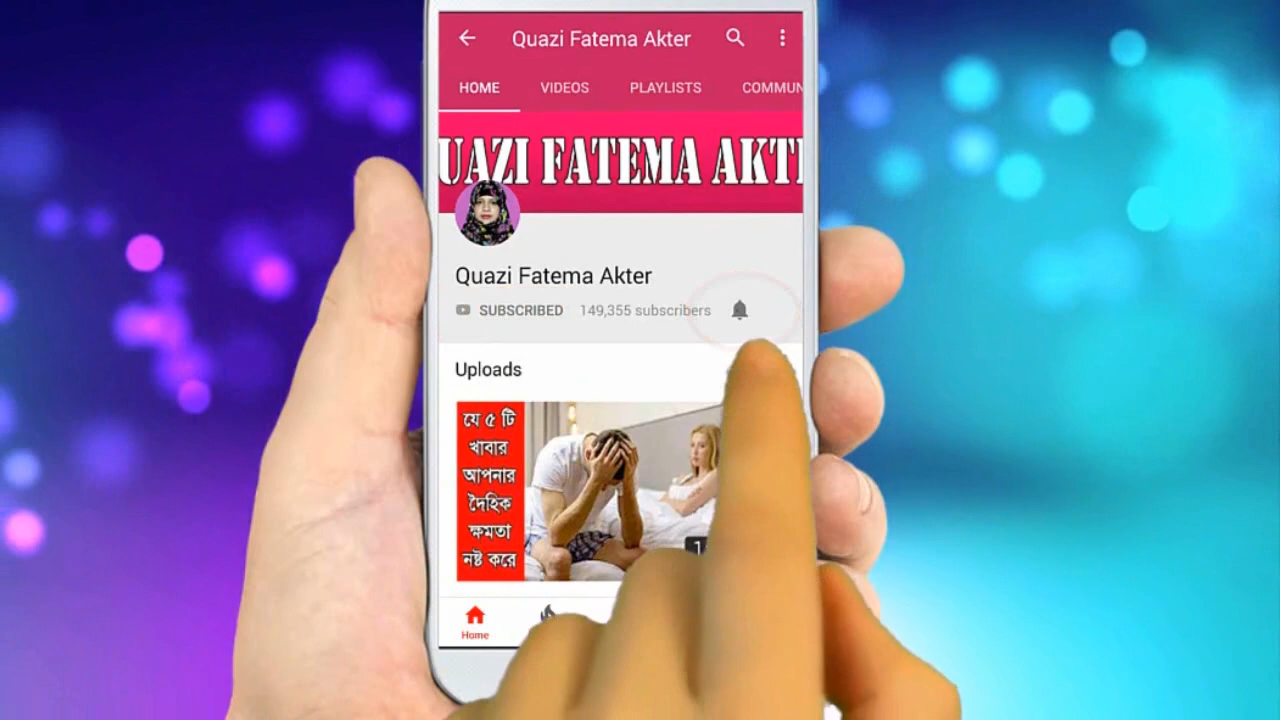 Quazi Fatema Akter
HOME VIDEOS PLAYLISTS COMMUN
UAZI FATEMA AKT
Quazi Fatema Akter
SUBSCRIBED 149,355 subscribers
Uploads
যে ৫ টি
খাবার
আপনার
দৈহিক
ক্ষমতা
নষ্ট করে
1
Home